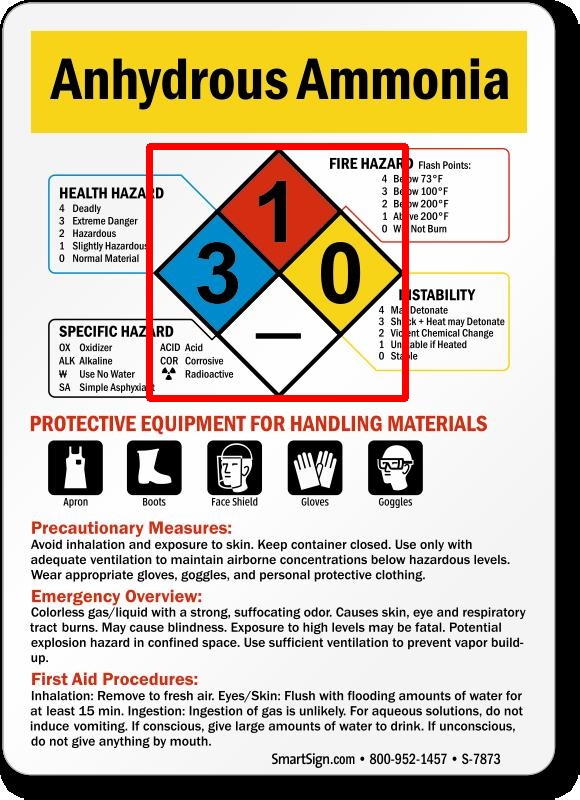 Anhydrous Ammonia
HEALTH HAZARD
4 Deadly
3 Extreme Danger
2 Hazardous
1 Slightly Hazardous
0 Normal Material
FIRE HAZARD Flash Points:
4 Below 73°F
3 Below 100°F
2 Below 200°F
1 Above 200°F
0 Will Not Burn
1
3
0
—
SPECIFIC HAZARD
OX Oxidizer
ALK Alkaline
W Use No Water
SA Simple Asphyxiant
ACID Acid
COR Corrosive
Radioactive
INSTABILITY
4 May Detonate
3 Shock + Heat may Detonate
2 Violent Chemical Change
1 Unstable if Heated
0 Stable
PROTECTIVE EQUIPMENT FOR HANDLING MATERIALS
Apron
Boots
Face Shield
Gloves
Goggles
Precautionary Measures:
Avoid inhalation and exposure to skin. Keep container closed. Use only with
adequate ventilation to maintain airborne concentrations below hazardous levels.
Wear appropriate gloves, goggles, and personal protective clothing.
Emergency Overview:
Colorless gas/liquid with a strong, suffocating odor. Causes skin, eye and respiratory
tract burns. May cause blindness. Exposure to high levels may be fatal. Potential
explosion hazard in confined space. Use sufficient ventilation to prevent vapor build-
up.
First Aid Procedures:
Inhalation: Remove to fresh air. Eyes/Skin: Flush with flooding amounts of water for
at least 15 min. Ingestion: Ingestion of gas is unlikely. For aqueous solutions, do not
induce vomiting. If conscious, give large amounts of water to drink. If unconscious,
do not give anything by mouth.
SmartSign.com • 800-952-1457 • S-7873